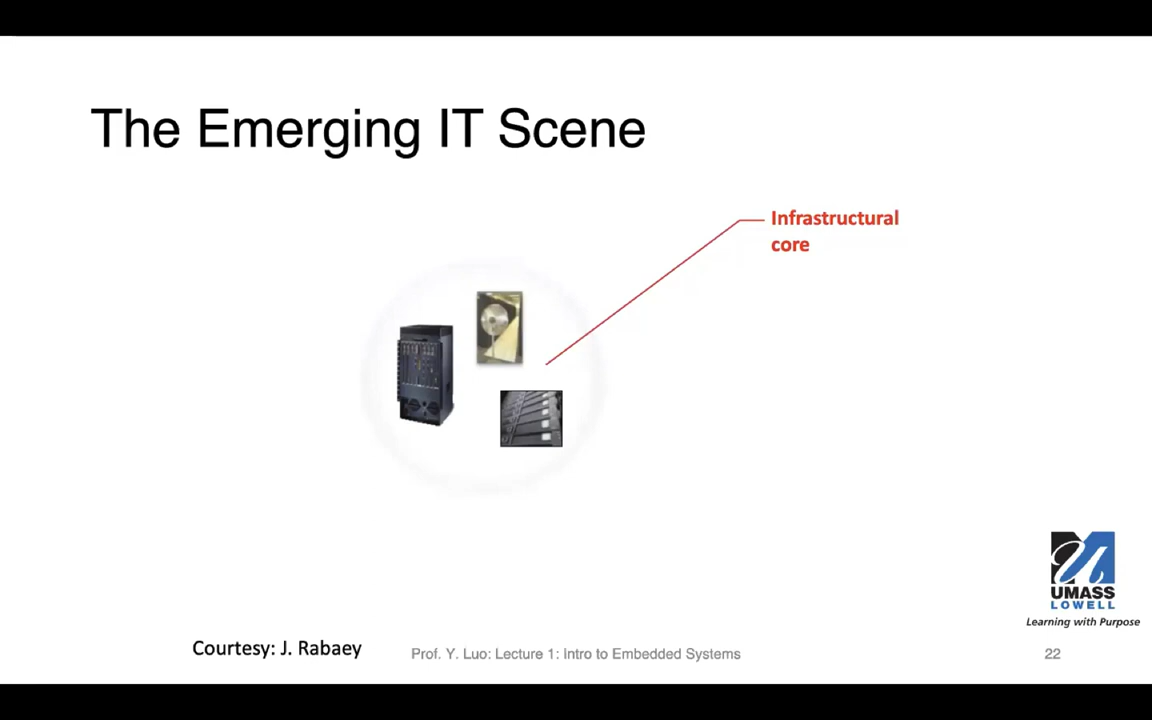 The Emerging IT Scene
Infrastructural
core
UMASS
LOWELL
Learning with Purpose
Courtesy: J. Rabaey
Prof. Y. Luo: Lecture 1: Intro to Embedded Systems
22